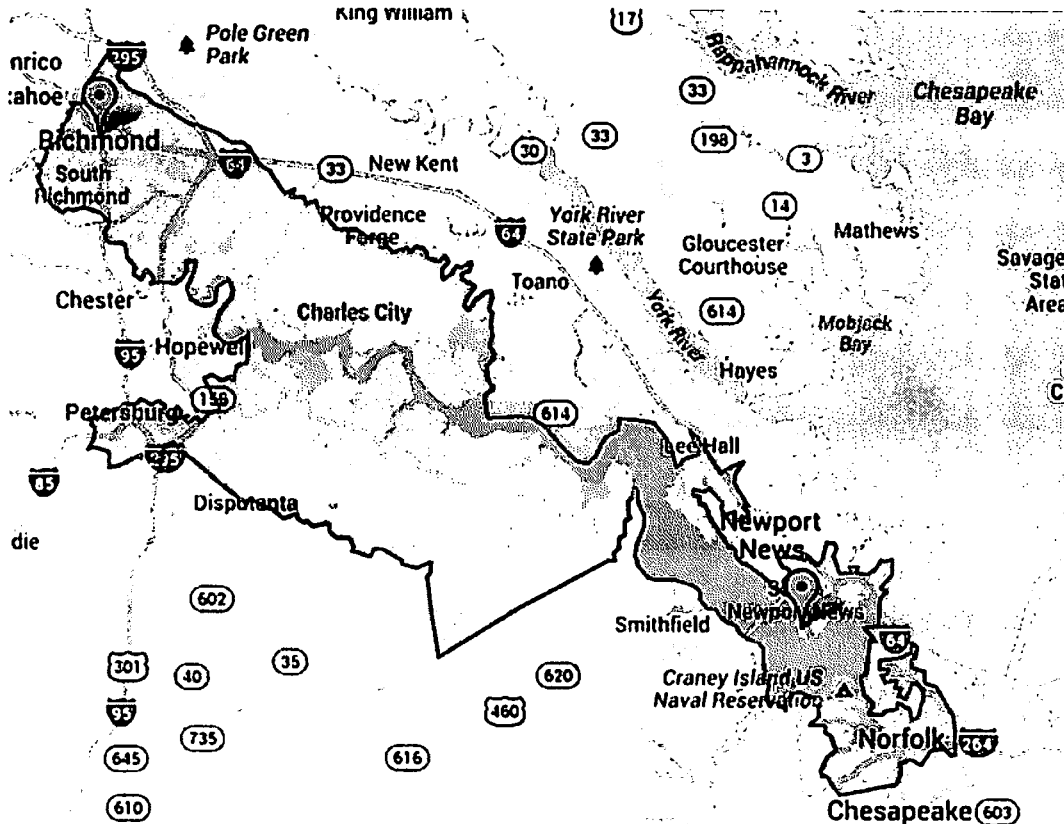 King William
17
Pole Green
Park
295
nrico
Rappahannock River
33
Chesapeake
Bay
Richmond
64
33
New Kent
30
33
198
3
South
Richmond
Providence
Forge
64
York River
State Park
14
Mathews
Gloucester
Courthouse
Savage
Stat
Area
Chester
Charles City
Toano
York River
614
Mobjack
Bay
95
Hopewell
Hayes
Petersburg
156
614
C
295
Lee Hall
85
Disputanta
die
Newport
News
602
Smithfield
Newport News
64
301
40
35
620
Craney Island US
Naval Reservation
95
460
735
Norfolk
264
645
616
610
Chesapeake
603